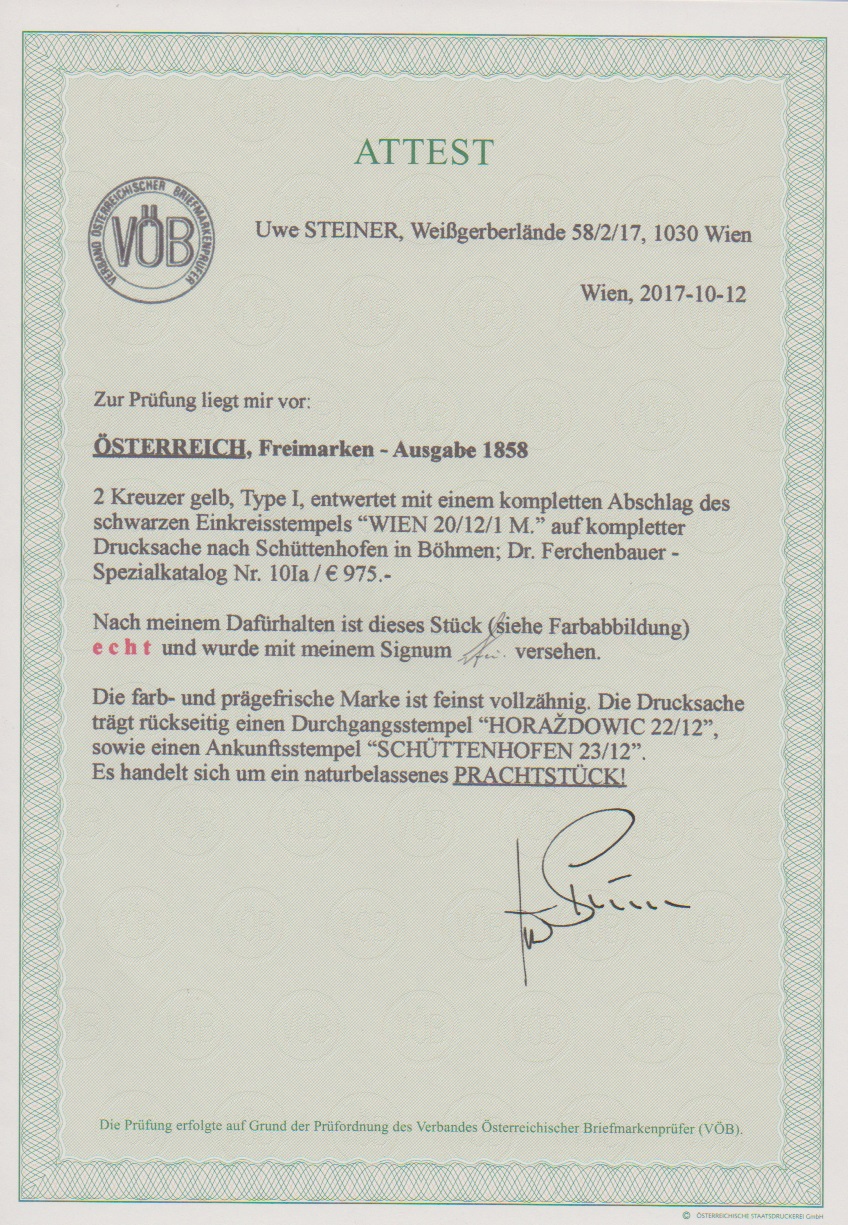 ATTEST
VERBAND ÖSTERREICHISCHER BRIEFMARKENPRÜFER
VÖB
Uwe STEINER, Weißgerberlände 58/2/17, 1030 Wien
Wien, 2017-10-12
Zur Prüfung liegt mir vor:
ÖSTERREICH, Freimarken - Ausgabe 1858
2 Kreuzer gelb, Type I, entwertet mit einem kompletten Abschlag des
schwarzen Einkreisstempels “WIEN 20/12/1 M.” auf kompletter
Drucksache nach Schüttenhofen in Böhmen; Dr. Ferchenbauer -
Spezialkatalog Nr. 10Ia / € 975.-
Nach meinem Dafürhalten ist dieses Stück (siehe Farbabbildung)
e c h t und wurde mit meinem Signum versehen.
Die farb- und prägefrische Marke ist feinst vollzähnig. Die Drucksache
trägt rückseitig einen Durchgangsstempel “HORAŽDOWIC 22/12”,
sowie einen Ankunftsstempel “SCHÜTTENHOFEN 23/12”.
Es handelt sich um ein naturbelassenes PRACHTSTÜCK!
Die Prüfung erfolgte auf Grund der Prüfordnung des Verbandes Österreichischer Briefmarkenprüfer (VÖB).
© ÖSTERREICHISCHE STAATSDRUCKEREI GmbH